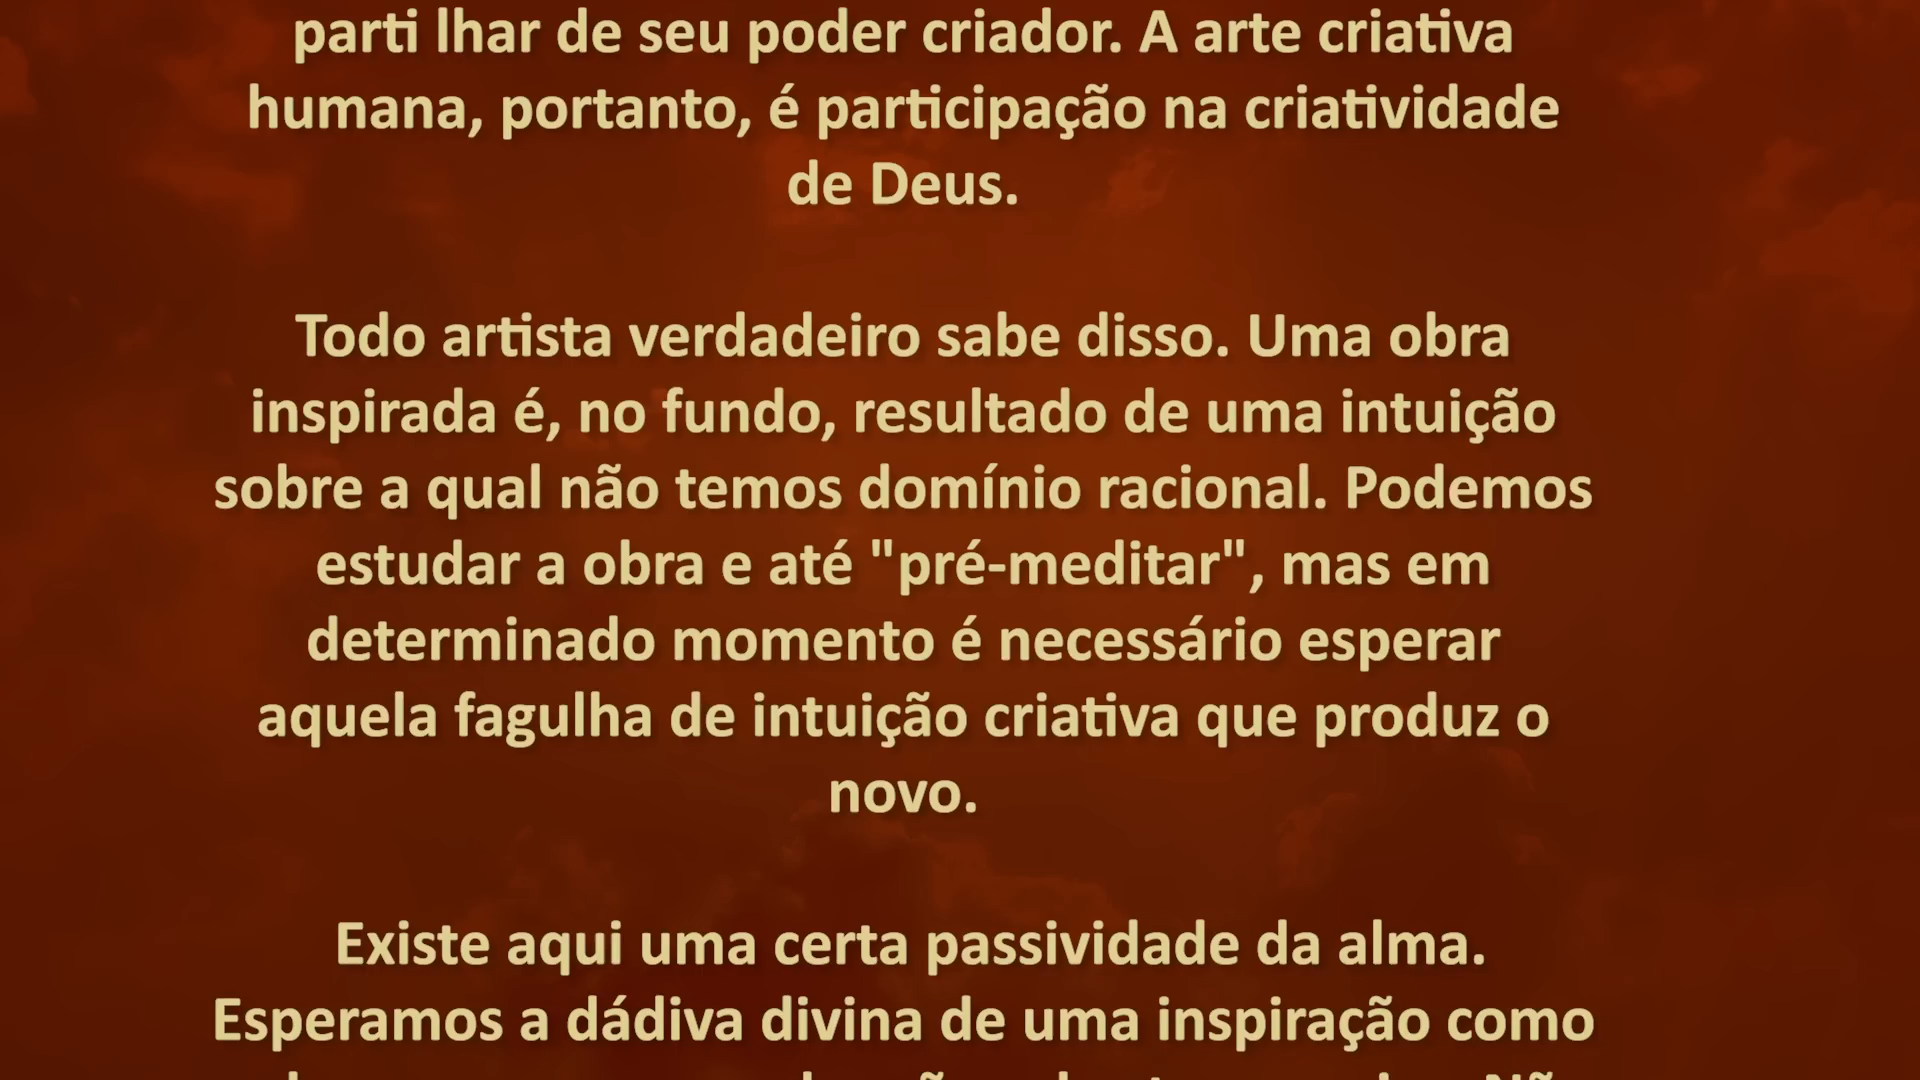 parti lhar de seu poder criador. A arte criativa
humana, portanto, é participação na criatividade
de Deus.
Todo artista verdadeiro sabe disso. Uma obra
inspirada é, no fundo, resultado de uma intuição
sobre a qual não temos domínio racional. Podemos
estudar a obra e até "pré-meditar", mas em
determinado momento é necessário esperar
aquela fagulha de intuição criativa que produz o
novo.
Existe aqui uma certa passividade da alma.
Esperamos a dádiva divina de uma inspiração como